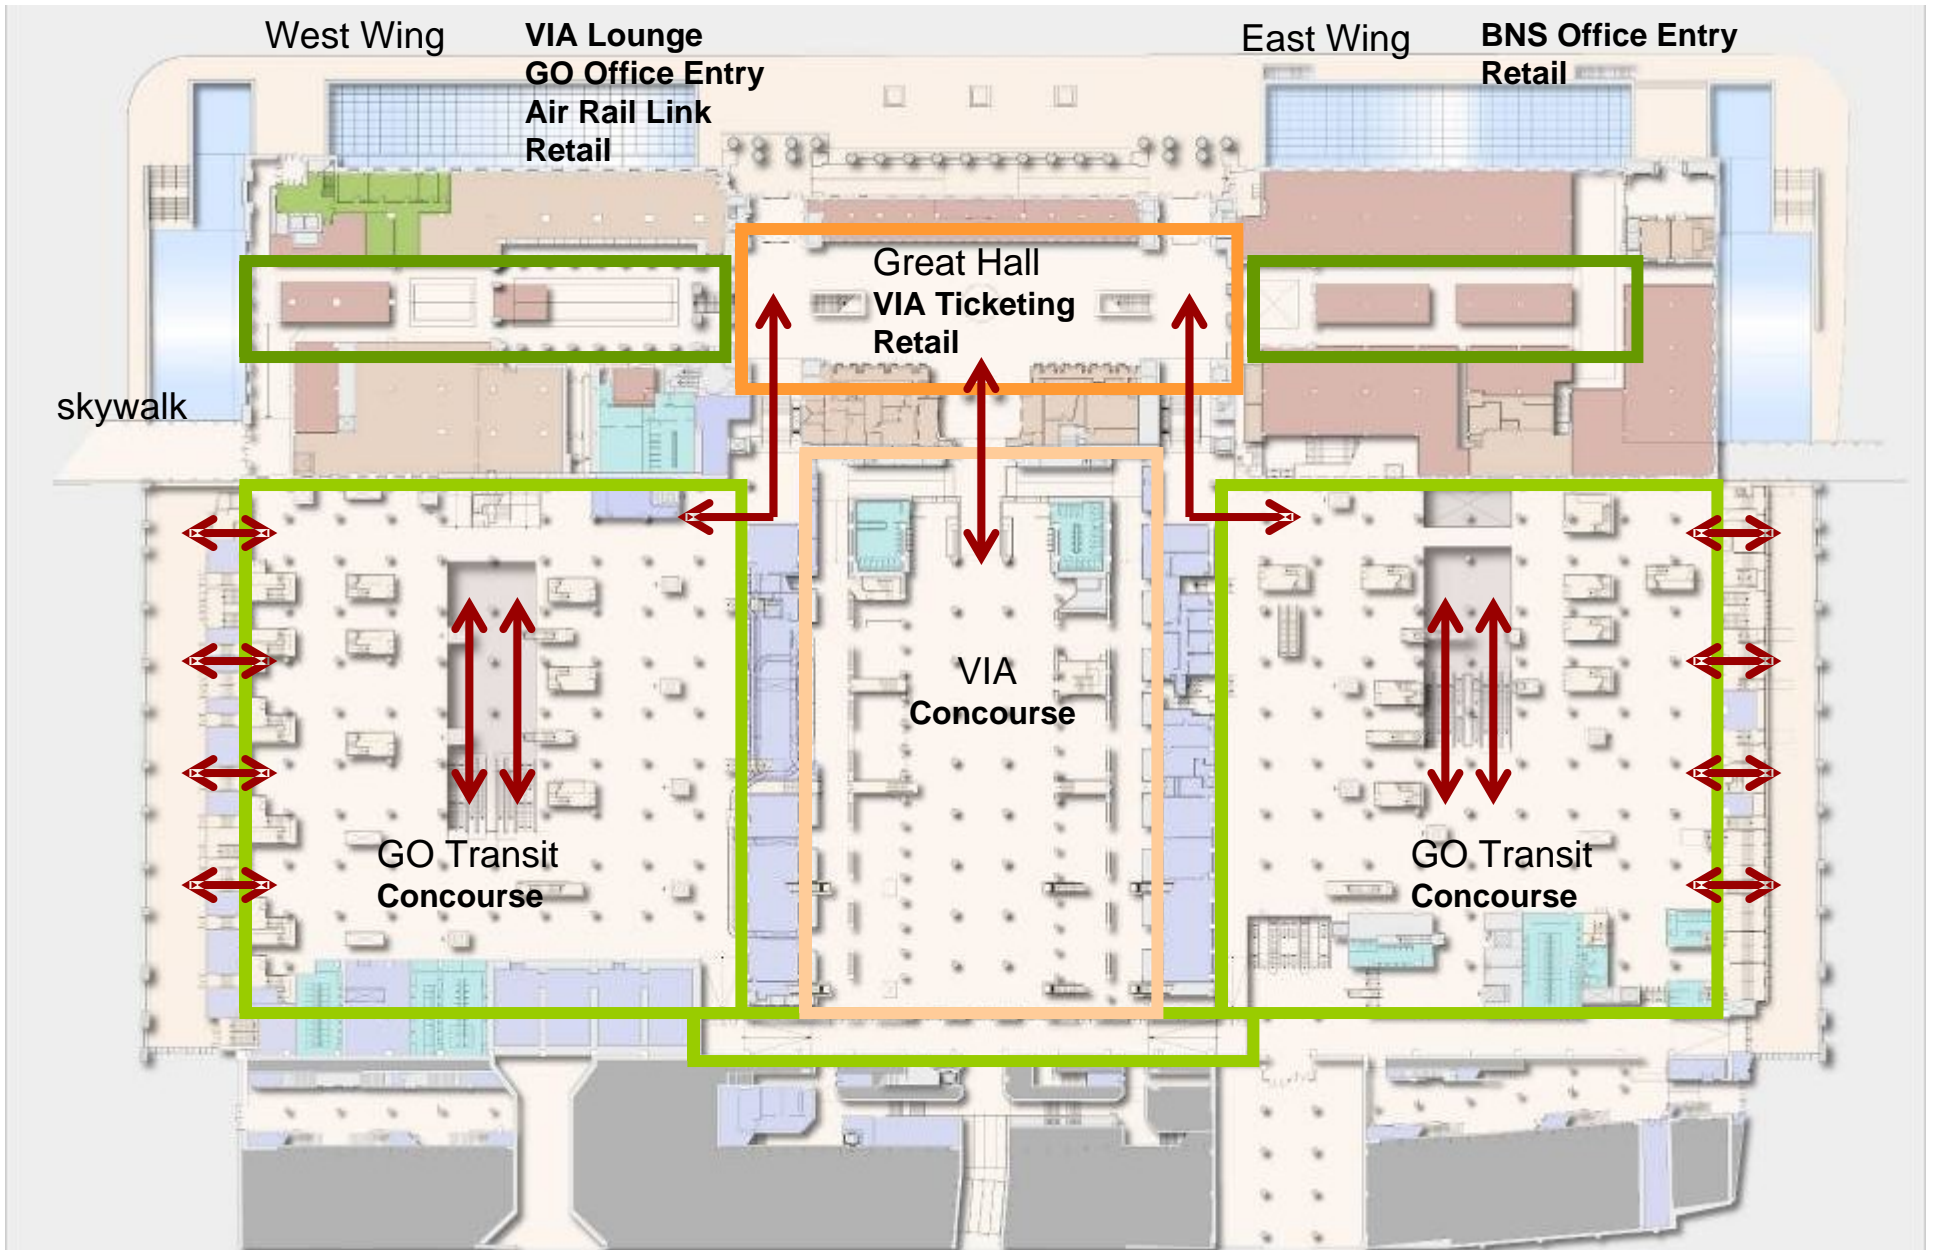 West Wing
VIA Lounge
GO Office Entry
Air Rail Link
Retail
East Wing
BNS Office Entry
Retail
Great Hall
VIA Ticketing
Retail
skywalk
VIA
Concourse
GO Transit
Concourse
GO Transit
Concourse